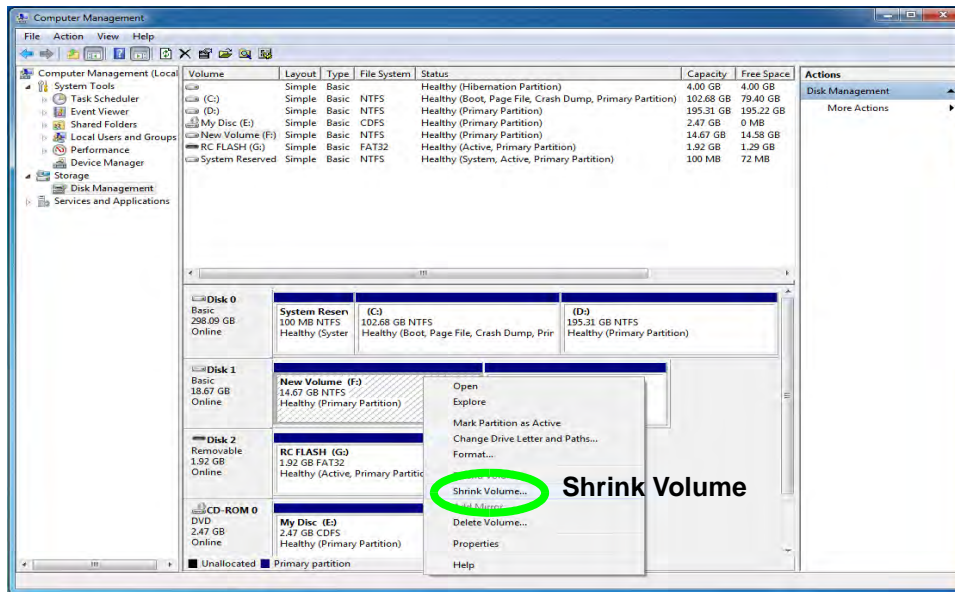 Computer Management
File Action View Help
Computer Management (Local
System Tools
Task Scheduler
Event Viewer
Shared Folders
Local Users and Groups
Performance
Device Manager
Storage
Disk Management
Services and Applications
Volume Layout Type File System Status Capacity Free Space
Simple Basic Healthy (Hibernation Partition) 4.00 GB 4.00 GB
(C:) Simple Basic NTFS Healthy (Boot, Page File, Crash Dump, Primary Partition) 102.68 GB 79.40 GB
(D:) Simple Basic NTFS Healthy (Primary Partition) 195.31 GB 195.22 GB
My Disc (E:) Simple Basic CDFS Healthy (Primary Partition) 2.47 GB 0 MB
New Volume (F:) Simple Basic NTFS Healthy (Primary Partition) 14.67 GB 14.58 GB
RC FLASH (G:) Simple Basic FAT32 Healthy (Active, Primary Partition) 1.92 GB 1.29 GB
System Reserved Simple Basic NTFS Healthy (System, Active, Primary Partition) 100 MB 72 MB
Actions
Disk Management
More Actions
Disk 0
Basic
298.09 GB
Online
System Resen
100 MB NTFS
Healthy (Syster
(C:)
102.68 GB NTFS
Healthy (Boot, Page File, Crash Dump, Prir
(D:)
195.31 GB NTFS
Healthy (Primary Partition)
Disk 1
Basic
18.67 GB
Online
New Volume (F:)
14.67 GB NTFS
Healthy (Primary Partition)
Disk 2
Removable
1.92 GB
Online
RC FLASH (G:)
1.92 GB FAT32
Healthy (Active, Primary Partitic
CD-ROM 0
DVD
2.47 GB
Online
My Disc (E:)
2.47 GB CDFS
Healthy (Primary Partition)
Unallocated Primary partition
Open
Explore
Mark Partition as Active
Change Drive Letter and Paths...
Format...
Shrink Volume...
Add Mirror...
Delete Volume...
Properties
Help
Shrink Volume